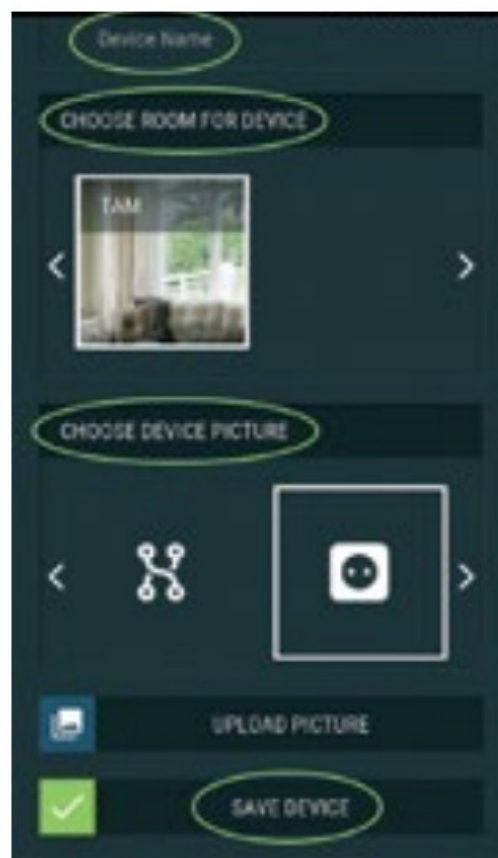 Device Name
CHOOSE ROOM FOR DEVICE
TAM
CHOOSE DEVICE PICTURE
UPLOAD PICTURE
SAVE DEVICE